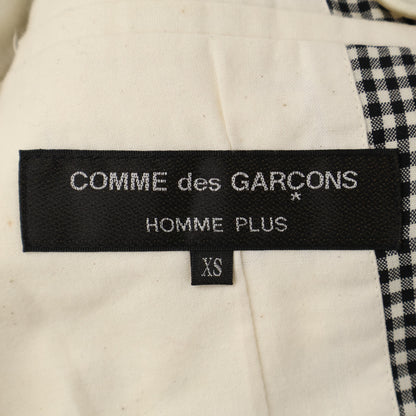 COMME des GARÇONS
*
HOMME PLUS
XS